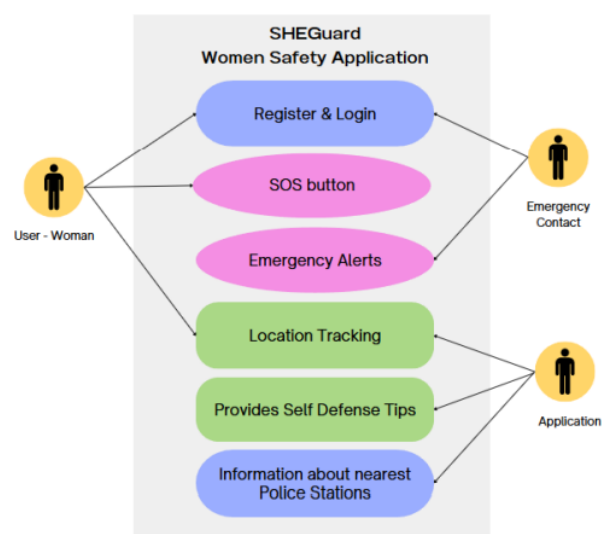 SHEGuard
Women Safety Application
Register & Login
SOS button
User - Woman
Emergency
Contact
Emergency Alerts
Location Tracking
Provides Self Defense Tips
Application
Information about nearest
Police Stations